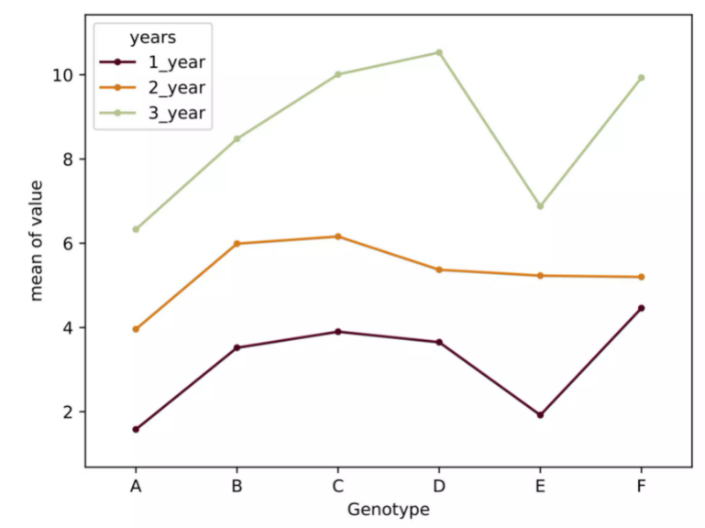 years
1_year
2_year
3_year
10
8
6
4
2
mean of value
A B C D E F
Genotype